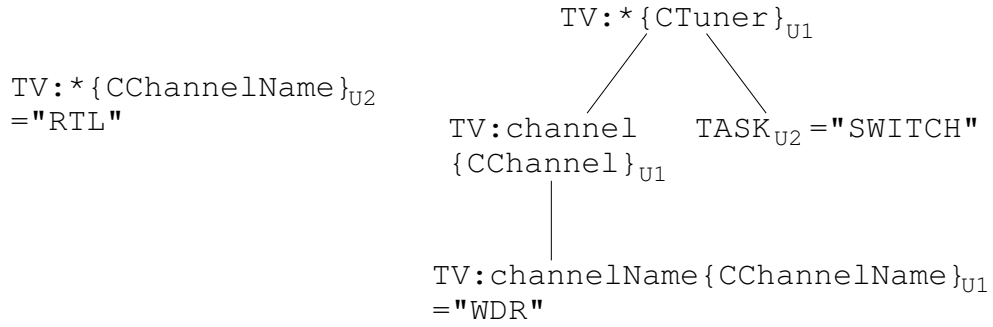 TV:*{CTuner}U1
TV:*{CChannelName}U2
="RTL"
TV:channel
{CChannel}U1
TASKU2="SWITCH"
TV:channelName{CChannelName}U1
="WDR"